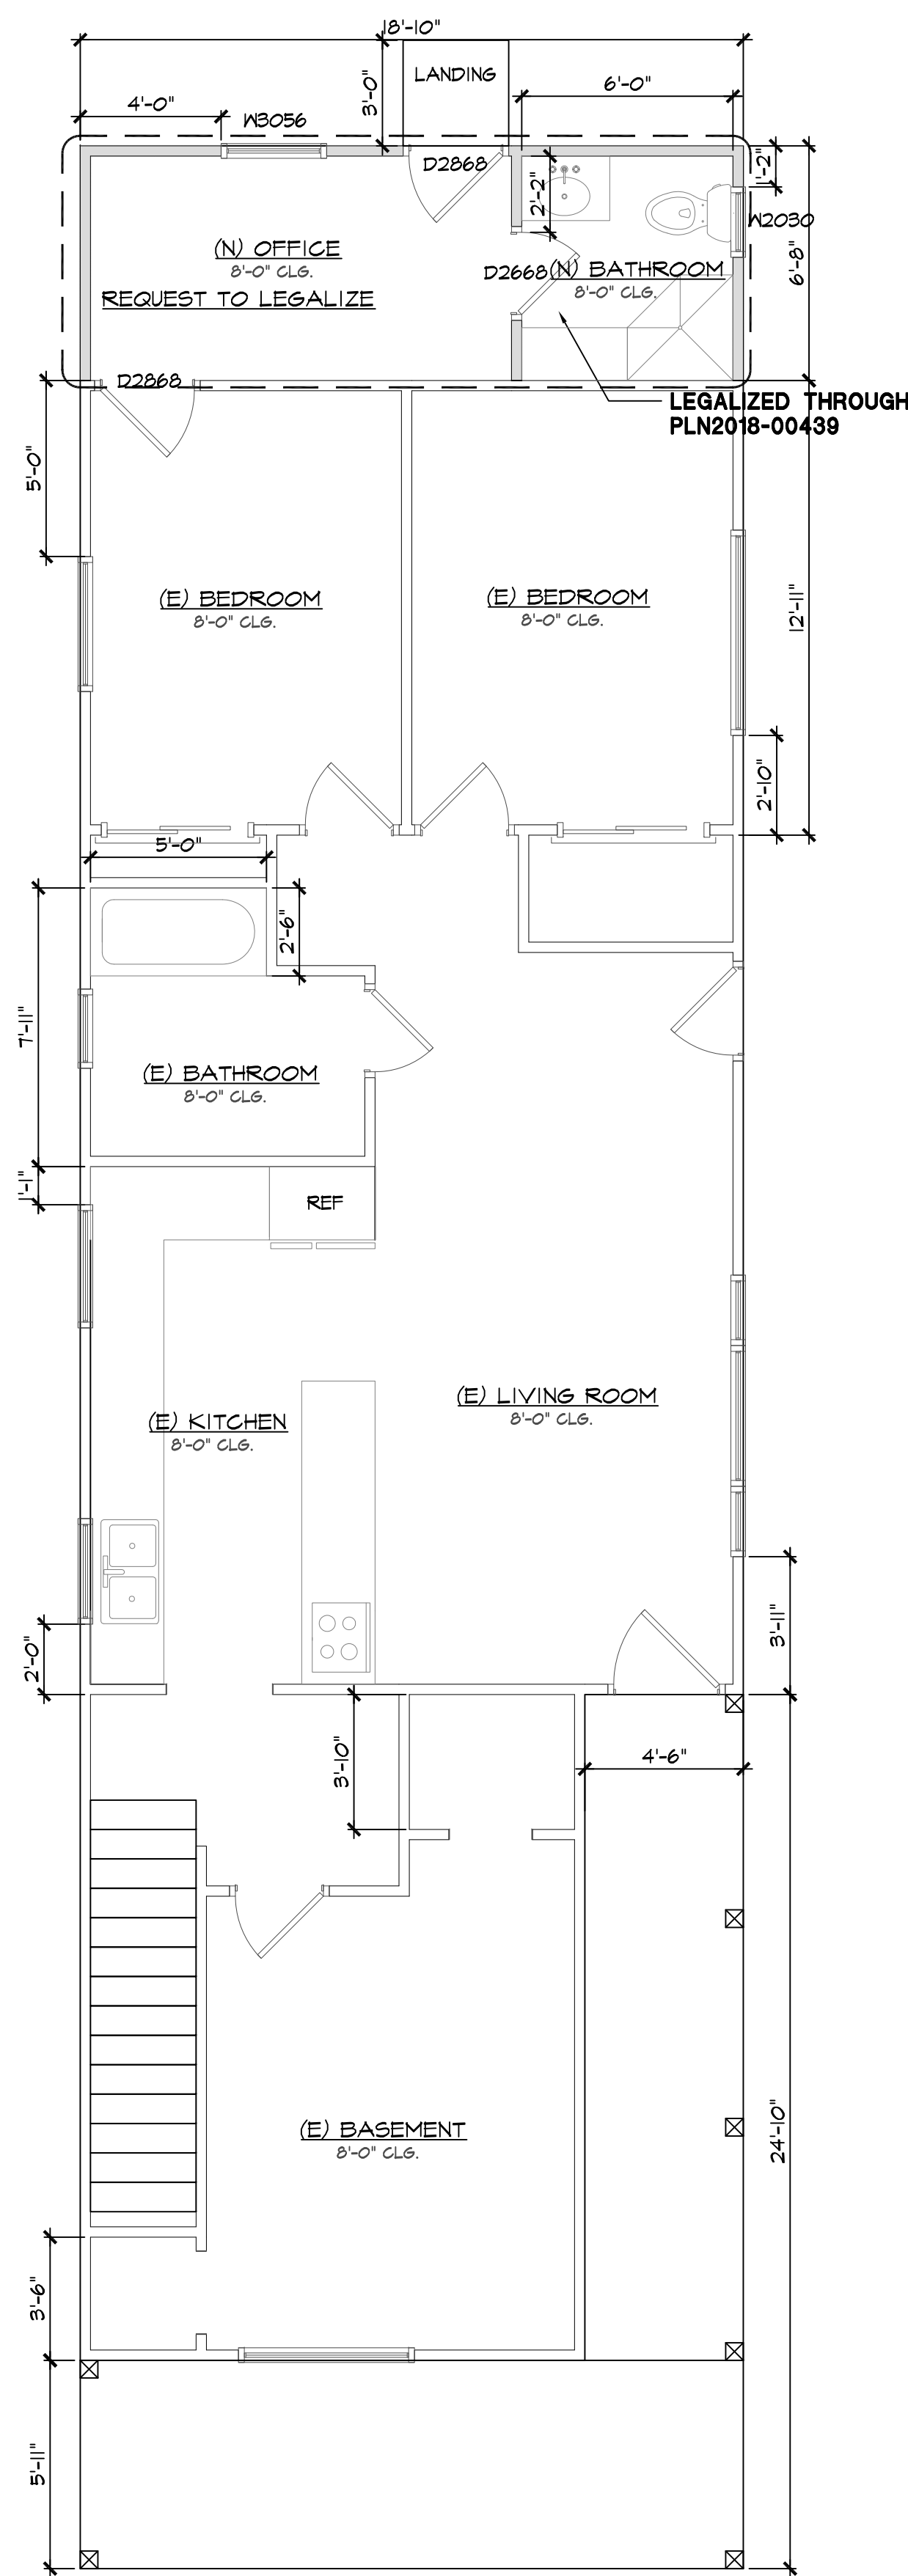 18'-10"
LANDING
3'-0"
6'-0"
4'-0"
W3056
D2868
1'-2"
2'-2"
W2030
6'-8"
(N) OFFICE
8'-0" CLG.
REQUEST TO LEGALIZE
D2668
(N) BATHROOM
8'-0" CLG.
D2868
LEGALIZED THROUGH
PLN2018-00439
5'-0"
(E) BEDROOM
8'-0" CLG.
(E) BEDROOM
8'-0" CLG.
12'-11"
2'-10"
5'-0"
2'-6"
7'-11"
(E) BATHROOM
8'-0" CLG.
1'-1"
REF
(E) KITCHEN
8'-0" CLG.
(E) LIVING ROOM
8'-0" CLG.
3'-11"
2'-0"
3'-10"
4'-6"
(E) BASEMENT
8'-0" CLG.
24'-10"
3'-6"
5'-11"